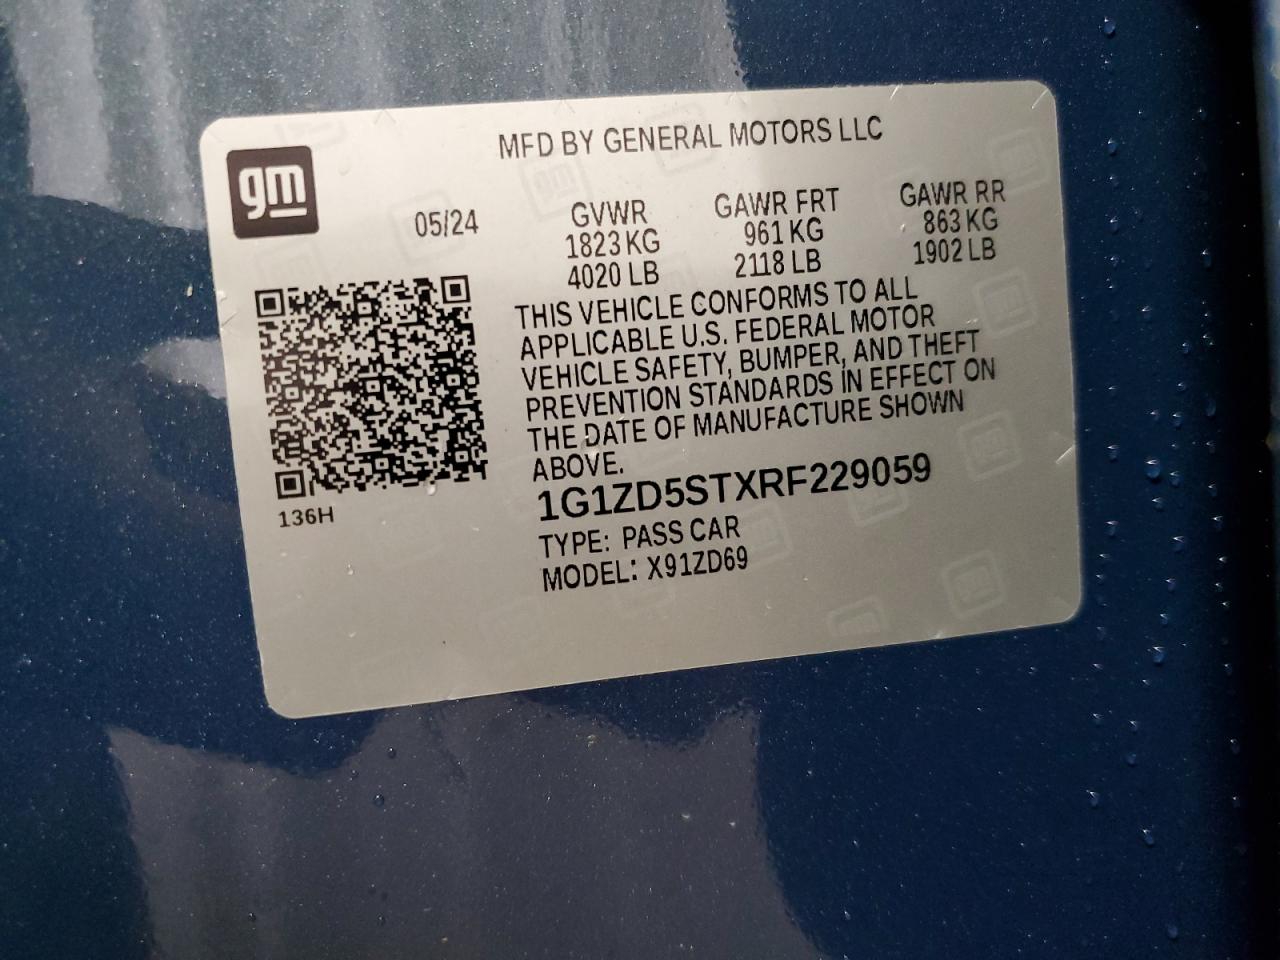 gm
MFD BY GENERAL MOTORS LLC
05/24
GVWR
1823 KG
4020 LB
GAWR FRT
961 KG
2118 LB
GAWR RR
863 KG
1902 LB
THIS VEHICLE CONFORMS TO ALL
APPLICABLE U.S. FEDERAL MOTOR
VEHICLE SAFETY, BUMPER, AND THEFT
PREVENTION STANDARDS IN EFFECT ON
THE DATE OF MANUFACTURE SHOWN
ABOVE.
1G1ZD5STXRF229059
TYPE: PASS CAR
MODEL: X91ZD69
136H